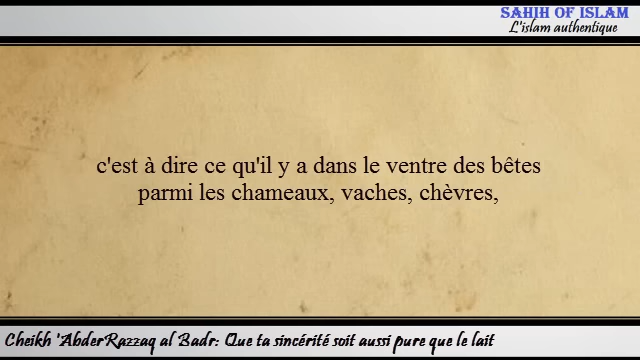 SAHIH OF ISLAM
L'islam authentique
c'est à dire ce qu'il y a dans le ventre des bêtes
parmi les chameaux, vaches, chèvres,
Cheikh 'AbderRazzaq al Badr: Que ta sincérité soit aussi pure que le lait